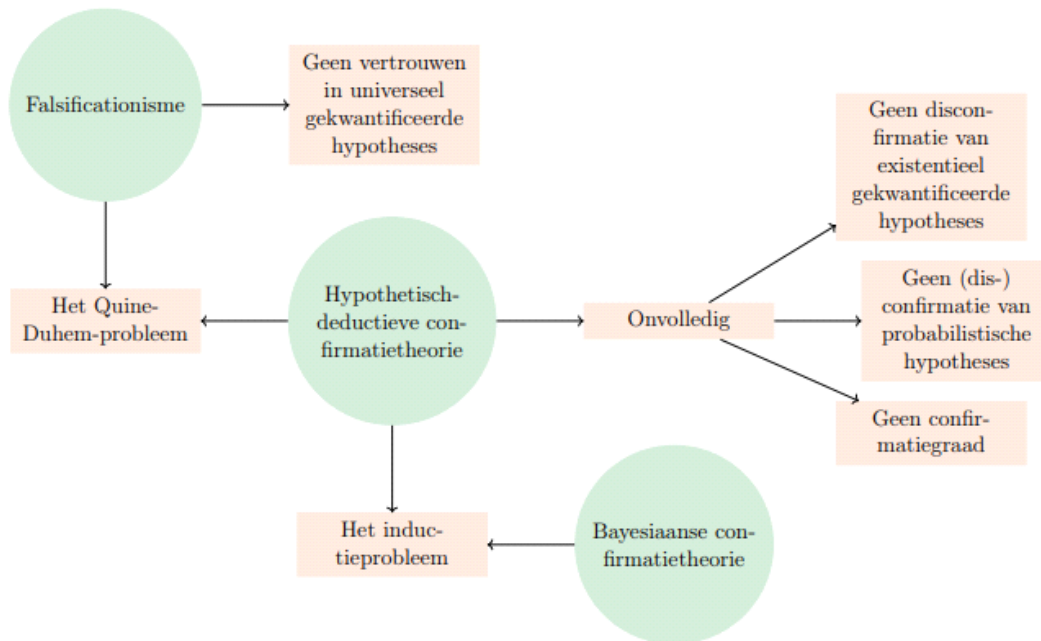 Falsificationisme
Geen vertrouwen
in universeel
gekwantificeerde
hypotheses
Geen discon-
firmatie van
existentieel
gekwantificeerde
hypotheses
Het Quine-
Duhem-probleem
Hypothetisch-
deductieve con-
firmatietheorie
Onvolledig
Geen (dis-)
confirmatie van
probabilistische
hypotheses
Geen confir-
matiegraad
Het induc-
tieprobleem
Bayesiaanse con-
firmatietheorie